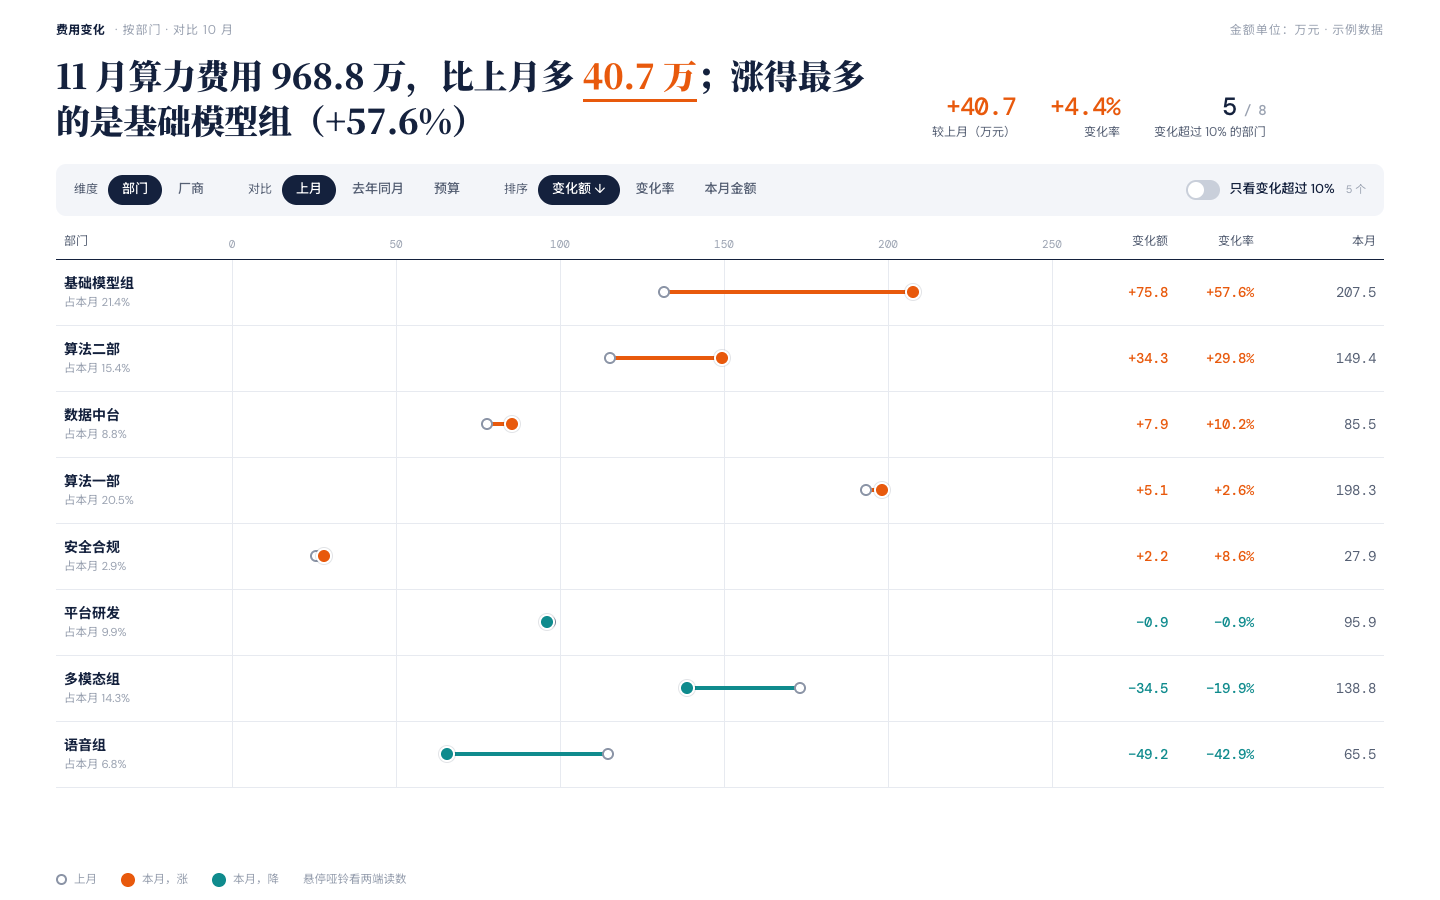 费用变化 · 按部门 · 对比 10 月
金额单位：万元 · 示例数据
11 月算力费用 968.8 万，比上月多 40.7 万；涨得最多
的是基础模型组（+57.6%）
+40.7 +4.4% 5 / 8
较上月（万元） 变化率 变化超过 10% 的部门
维度 部门 厂商 对比 上月 去年同月 预算 排序 变化额 ↓ 变化率 本月金额 只看变化超过 10% 5 个
部门 0 50 100 150 200 250 变化额 变化率 本月
基础模型组
占本月 21.4%
+75.8 +57.6% 207.5
算法二部
占本月 15.4%
+34.3 +29.8% 149.4
数据中台
占本月 8.8%
+7.9 +10.2% 85.5
算法一部
占本月 20.5%
+5.1 +2.6% 198.3
安全合规
占本月 2.9%
+2.2 +8.6% 27.9
平台研发
占本月 9.9%
−0.9 −0.9% 95.9
多模态组
占本月 14.3%
−34.5 −19.9% 138.8
语音组
占本月 6.8%
−49.2 −42.9% 65.5
上月 本月，涨 本月，降 悬停哑铃看两端读数